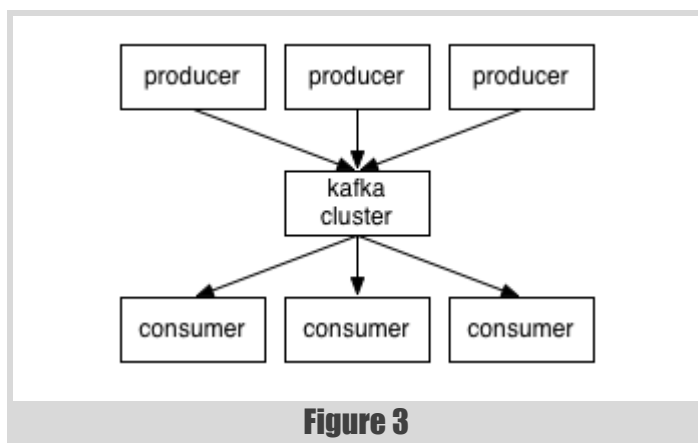 producer producer producer
kafka
cluster
consumer consumer consumer
Figure 3